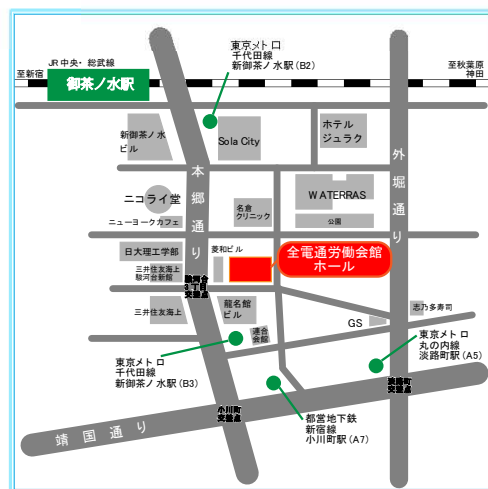 東京メトロ
千代田線
新御茶ノ水駅(B2)
JR中央・総武線
至新宿
御茶ノ水駅
至秋葉原
神田
新御茶ノ水
ビル
Sola City
ホテル
ジュラク
本郷通り
外堀通り
ニコライ堂
ニューヨークカフェ
名倉
クリニック
WATERRAS
公園
日大理工学部
菱和ビル
全電通労働会館
ホール
三井住友海上
駿河台新館
駿河台
3丁目
交差点
三井住友海上
龍名館
ビル
連合
会館
GS
志乃多寿司
東京メトロ
千代田線
新御茶ノ水駅(B3)
東京メトロ
丸の内線
淡路町駅(A5)
淡路町
交差点
小川町
交差点
都営地下鉄
新宿線
小川町駅(A7)
靖国通り